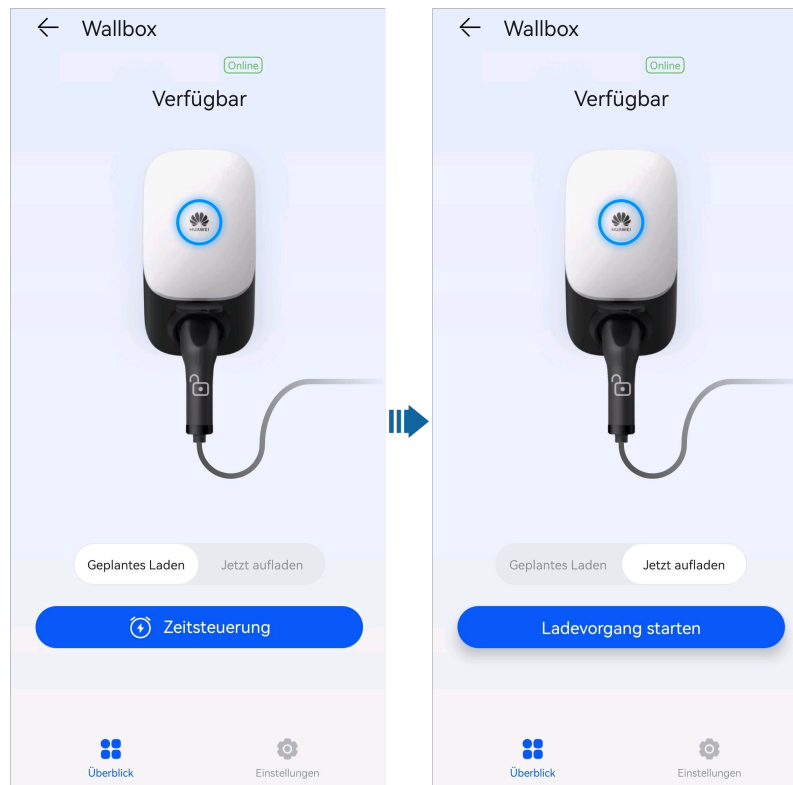 Wallbox
Online
Verfügbar
HUAWEI
Geplantes Laden
Jetzt aufladen
Zeitsteuerung
Überblick
Einstellungen
Wallbox
Online
Verfügbar
HUAWEI
Geplantes Laden
Jetzt aufladen
Ladevorgang starten
Überblick
Einstellungen